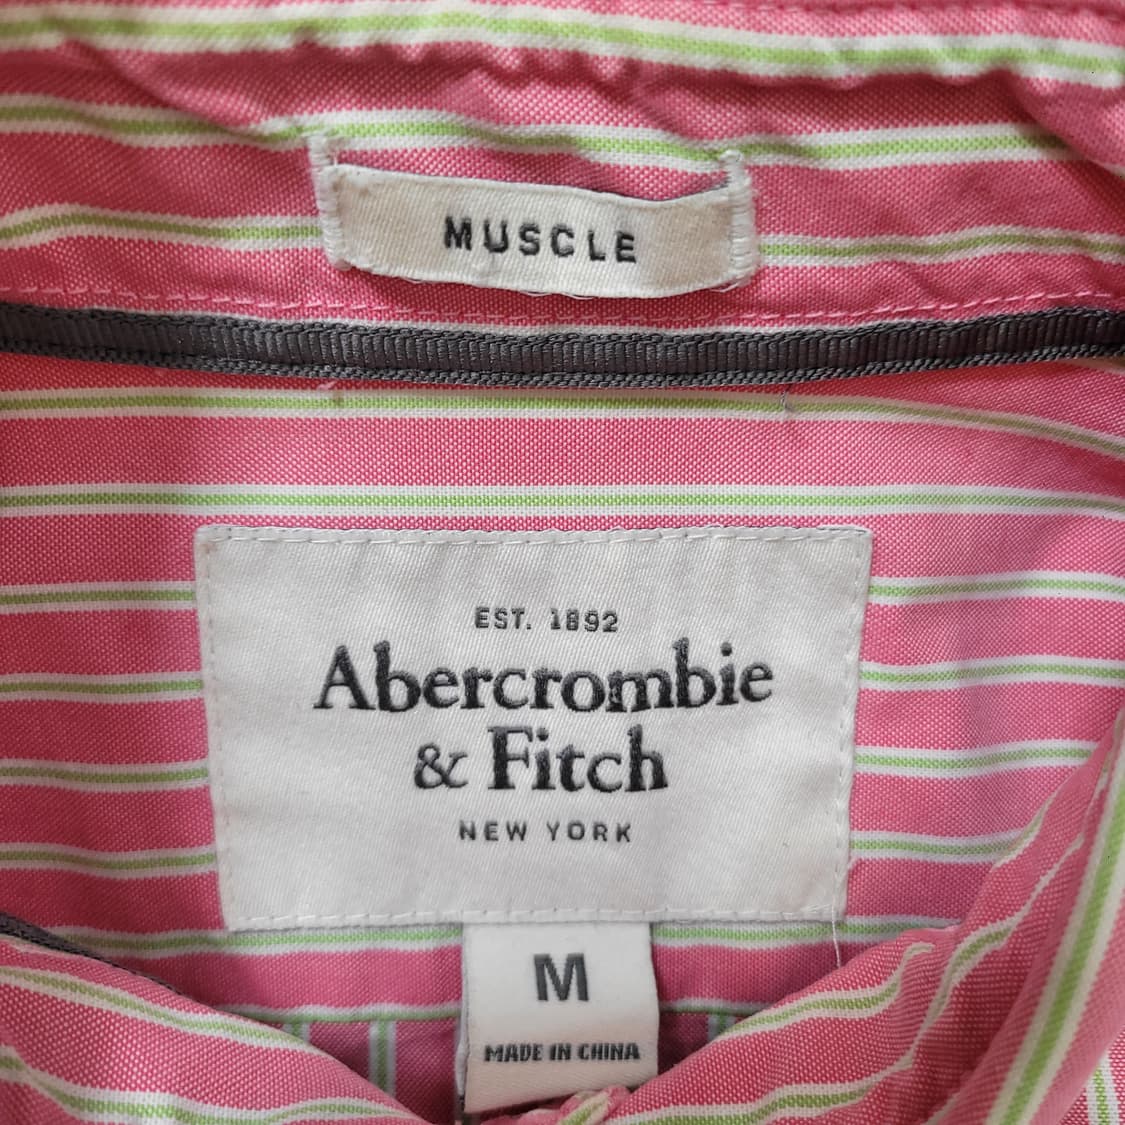 MUSCLE
EST. 1892
Abercrombie
& Fitch
NEW YORK
M
MADE IN CHINA